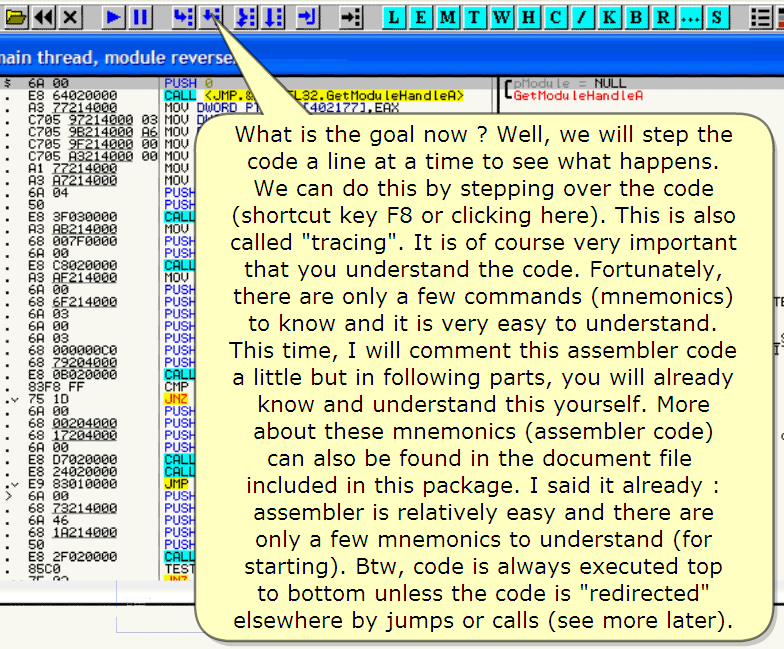 L E M T W H C / K B R ... S
main thread, module reverse
$ 6A 00 PUSH 0 pModule = NULL
. E8 64020000 CALL <JMP.& EL32.GetModuleHandleA> GetModuleHandleA
. A3 77214000 MOV DWORD PT [402177],EAX
. C705 97214000 03 MOV
. C705 9B214000 A6 MOV
. C705 9F214000 00 MOV
. C705 A3214000 00 MOV
. A1 77214000 MOV
. A3 A7214000 MOV
. 6A 04 PUSH
. 50 PUSH
. E8 3F030000 CALL
. A3 AB214000 MOV
. 68 007F0000 PUSH
. 6A 00 PUSH
. E8 C8020000 CALL
. A3 AF214000 MOV
. 6A 00 PUSH
. 68 6F214000 PUSH
. 6A 03 PUSH
. 6A 00 PUSH
. 6A 03 PUSH
. 68 000000C0 PUSH
. 68 79204000 PUSH
. E8 0B020000 CALL
. 83F8 FF CMP
. 75 1D JNZ
. 6A 00 PUSH
. 68 00204000 PUSH
. 68 17204000 PUSH
. 6A 00 PUSH
. E8 D7020000 CALL
. E8 24020000 CALL
. E9 83010000 JMP
> 6A 00 PUSH
. 68 73214000 PUSH
. 6A 46 PUSH
. 68 1A214000 PUSH
. 50 PUSH
. E8 2F020000 CALL
. 85C0 TEST
JNZ
What is the goal now ? Well, we will step the
code a line at a time to see what happens.
We can do this by stepping over the code
(shortcut key F8 or clicking here). This is also
called "tracing". It is of course very important
that you understand the code. Fortunately,
there are only a few commands (mnemonics)
to know and it is very easy to understand.
This time, I will comment this assembler code
a little but in following parts, you will already
know and understand this yourself. More
about these mnemonics (assembler code)
can also be found in the document file
included in this package. I said it already :
assembler is relatively easy and there are
only a few mnemonics to understand (for
starting). Btw, code is always executed top
to bottom unless the code is "redirected"
elsewhere by jumps or calls (see more later).